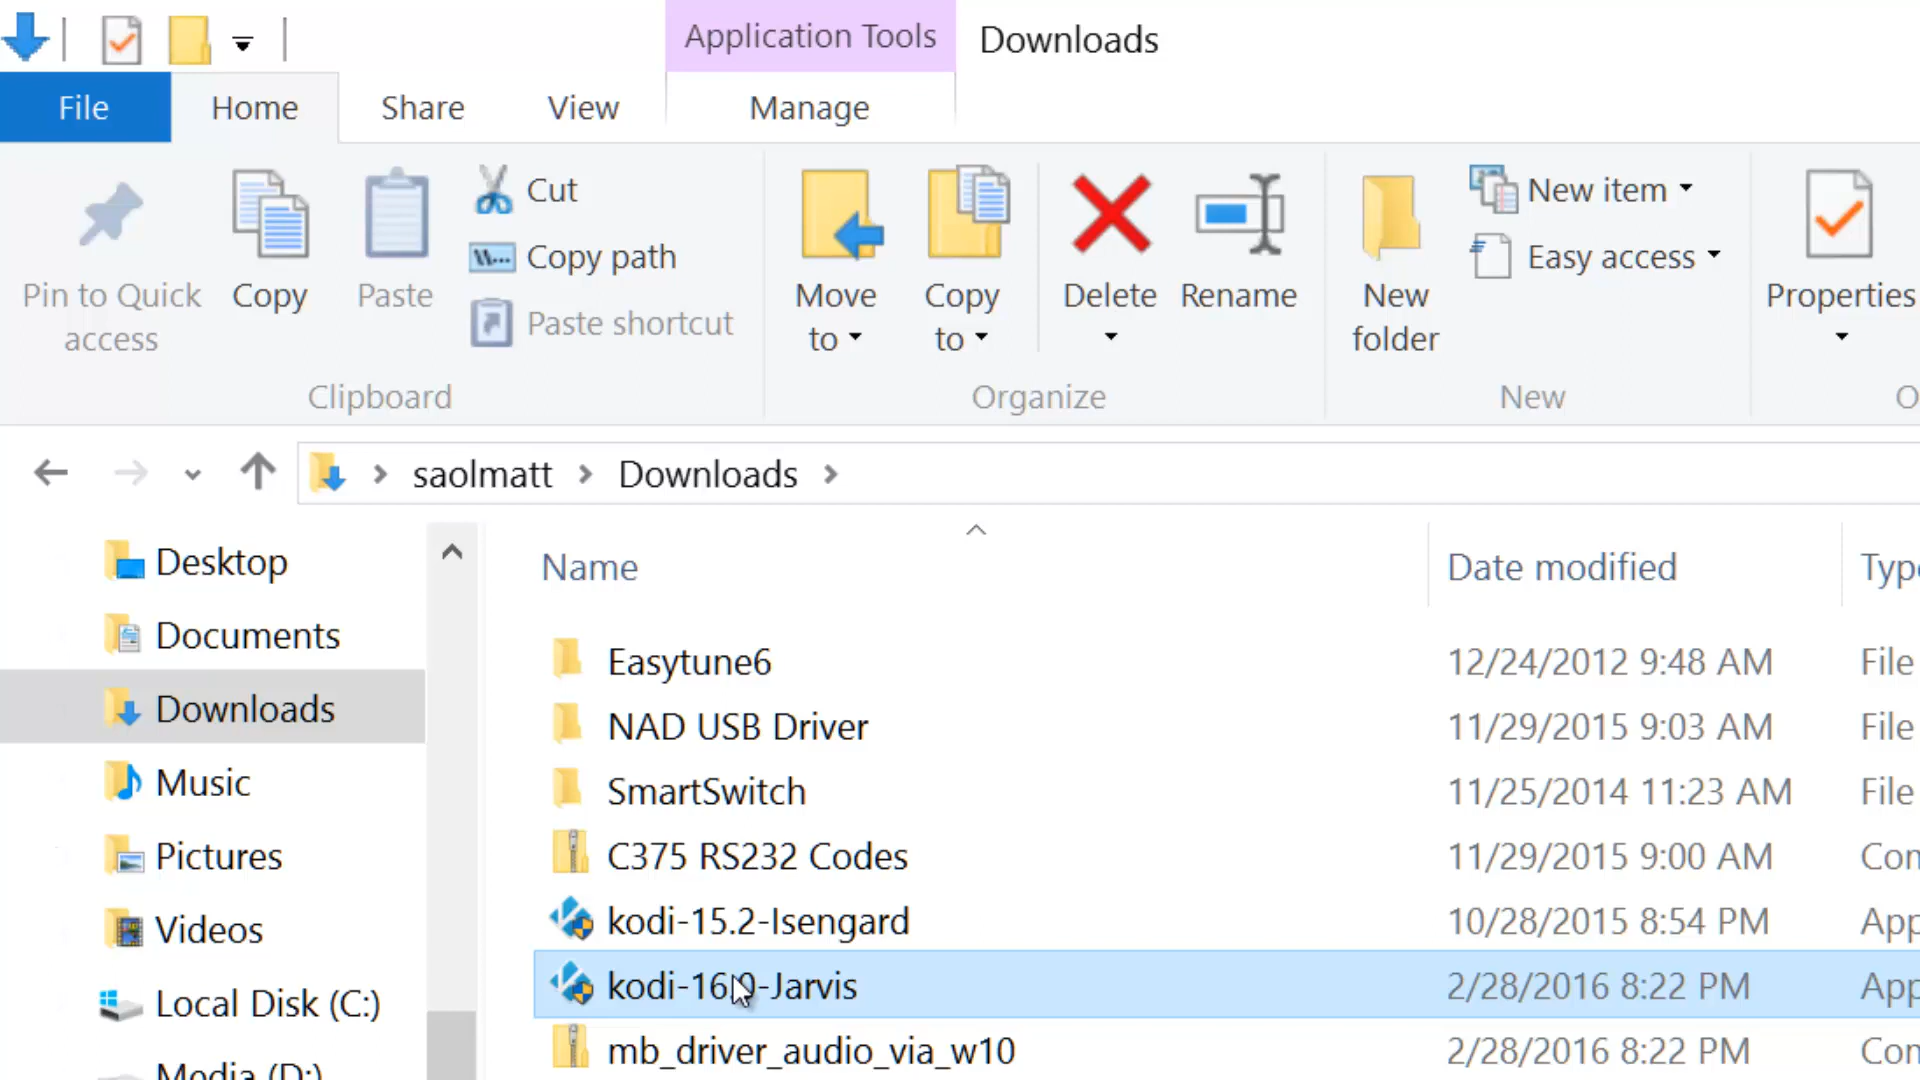 Application Tools
Downloads
File
Home
Share
View
Manage
Pin to Quick
access
Copy
Paste
Cut
Copy path
Paste shortcut
Clipboard
Move
to
Copy
to
Delete
Rename
Organize
New
folder
New item
Easy access
New
Properties
O
saolmatt
Downloads
Desktop
Documents
Downloads
Music
Pictures
Videos
Local Disk (C:)
Media (D:)
Name
Date modified
Type
Easytune6
12/24/2012 9:48 AM
File
NAD USB Driver
11/29/2015 9:03 AM
File
SmartSwitch
11/25/2014 11:23 AM
File
C375 RS232 Codes
11/29/2015 9:00 AM
Com
kodi-15.2-Isengard
10/28/2015 8:54 PM
App
kodi-16.0-Jarvis
2/28/2016 8:22 PM
App
mb_driver_audio_via_w10
2/28/2016 8:22 PM
Com